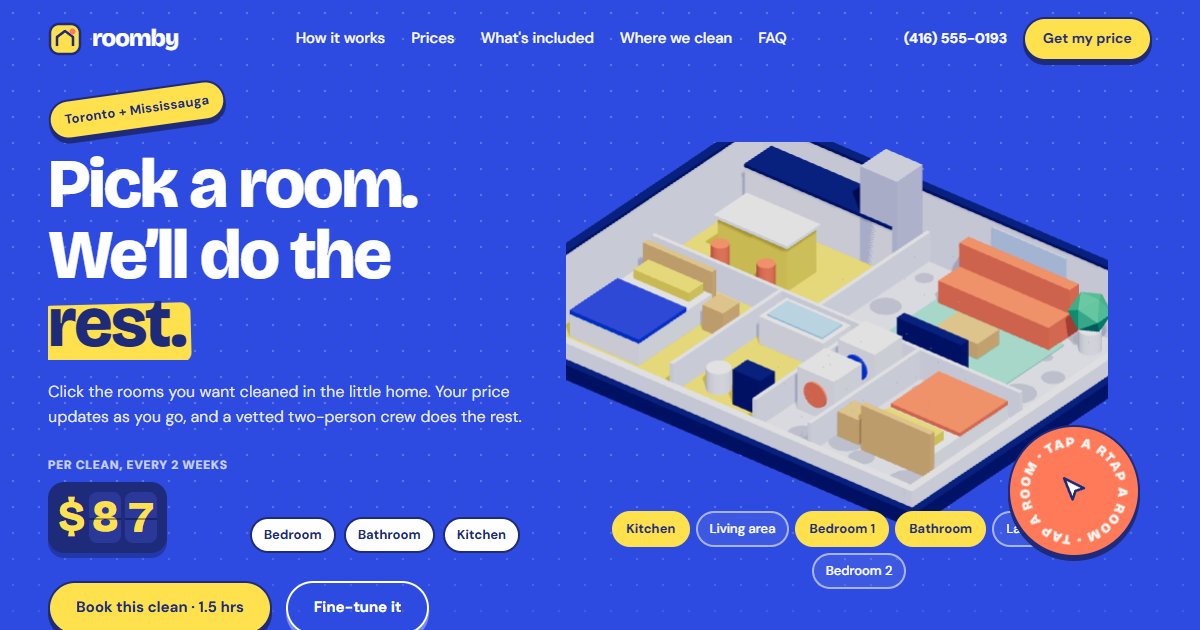 roomby
How it works
Prices
What's included
Where we clean
FAQ
(416) 555-0193
Get my price
Toronto + Mississauga
Pick a room.
We'll do the
rest.
Click the rooms you want cleaned in the little home. Your price
updates as you go, and a vetted two-person crew does the rest.
PER CLEAN, EVERY 2 WEEKS
$87
Bedroom
Bathroom
Kitchen
Book this clean · 1.5 hrs
Fine-tune it
Kitchen
Living area
Bedroom 1
Bathroom
Bedroom 2
TAP A ROOM · TAP A ROOM · TAP A R